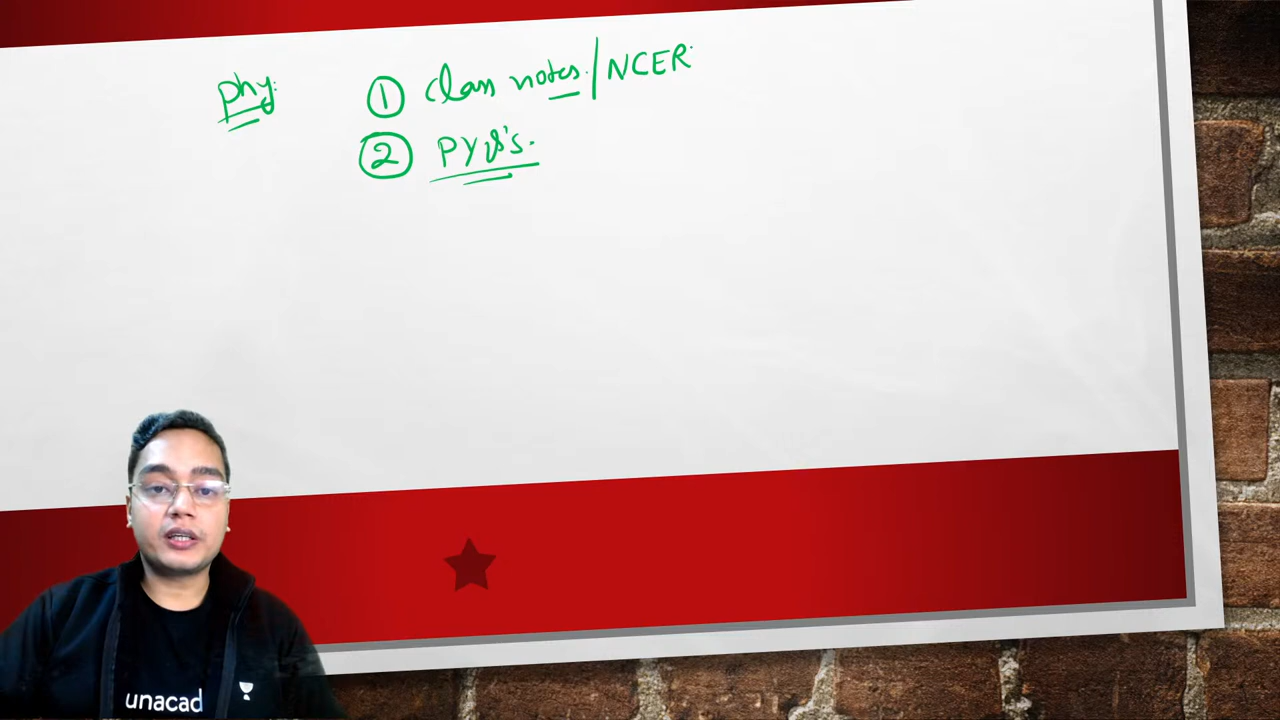 phy:
① Class notes. / NCER
② PYQ's.
unacad